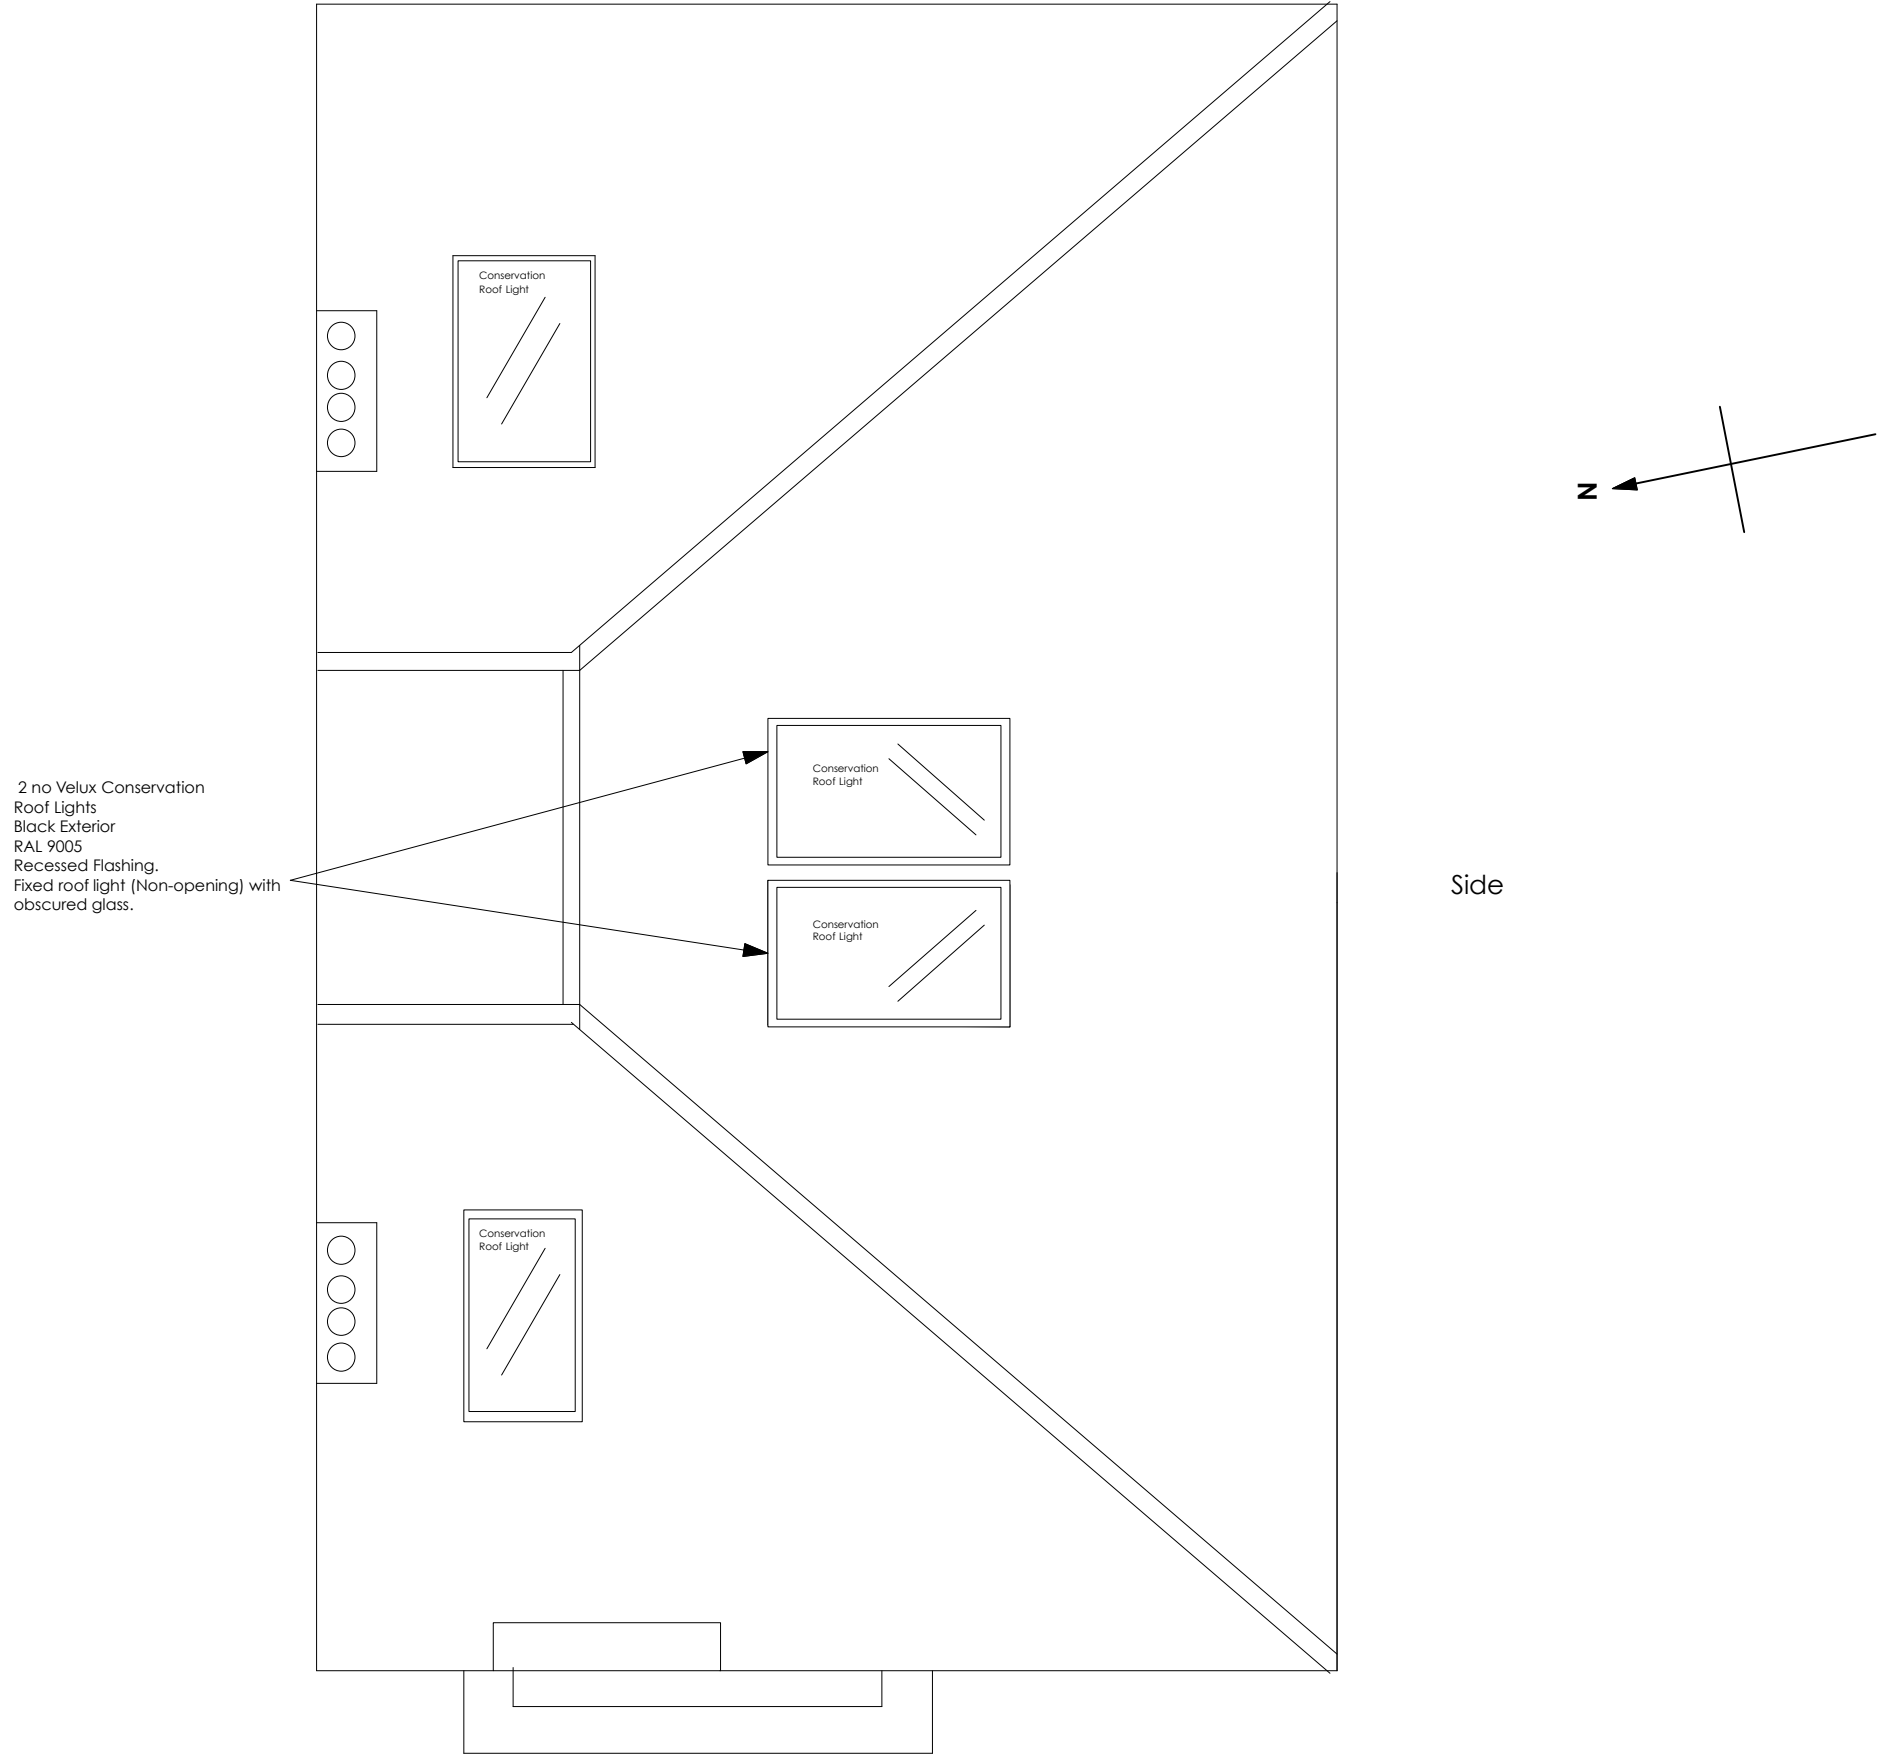 Conservation
Roof Light
N
2 no Velux Conservation
Roof Lights
Black Exterior
RAL 9005
Recessed Flashing.
Fixed roof light (Non-opening) with
obscured glass.
Conservation
Roof Light
Side
Conservation
Roof Light
Conservation
Roof Light